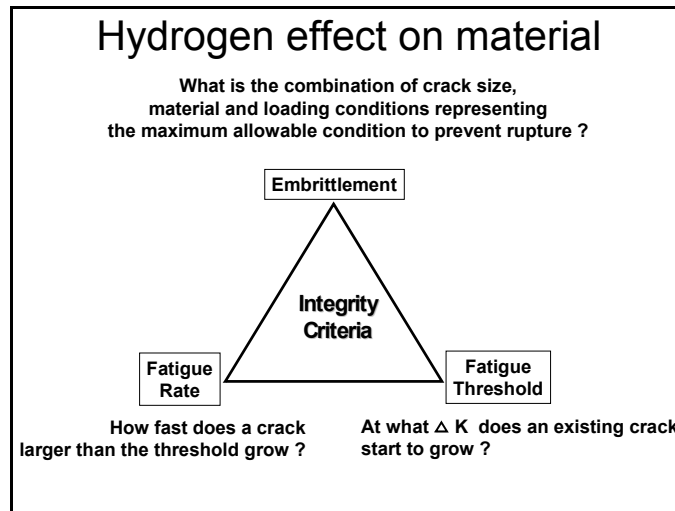 Hydrogen effect on material
What is the combination of crack size,
material and loading conditions representing
the maximum allowable condition to prevent rupture ?
Embrittlement
Integrity
Criteria
Fatigue
Rate
Fatigue
Threshold
How fast does a crack
larger than the threshold grow ?
At what △ K does an existing crack
start to grow ?